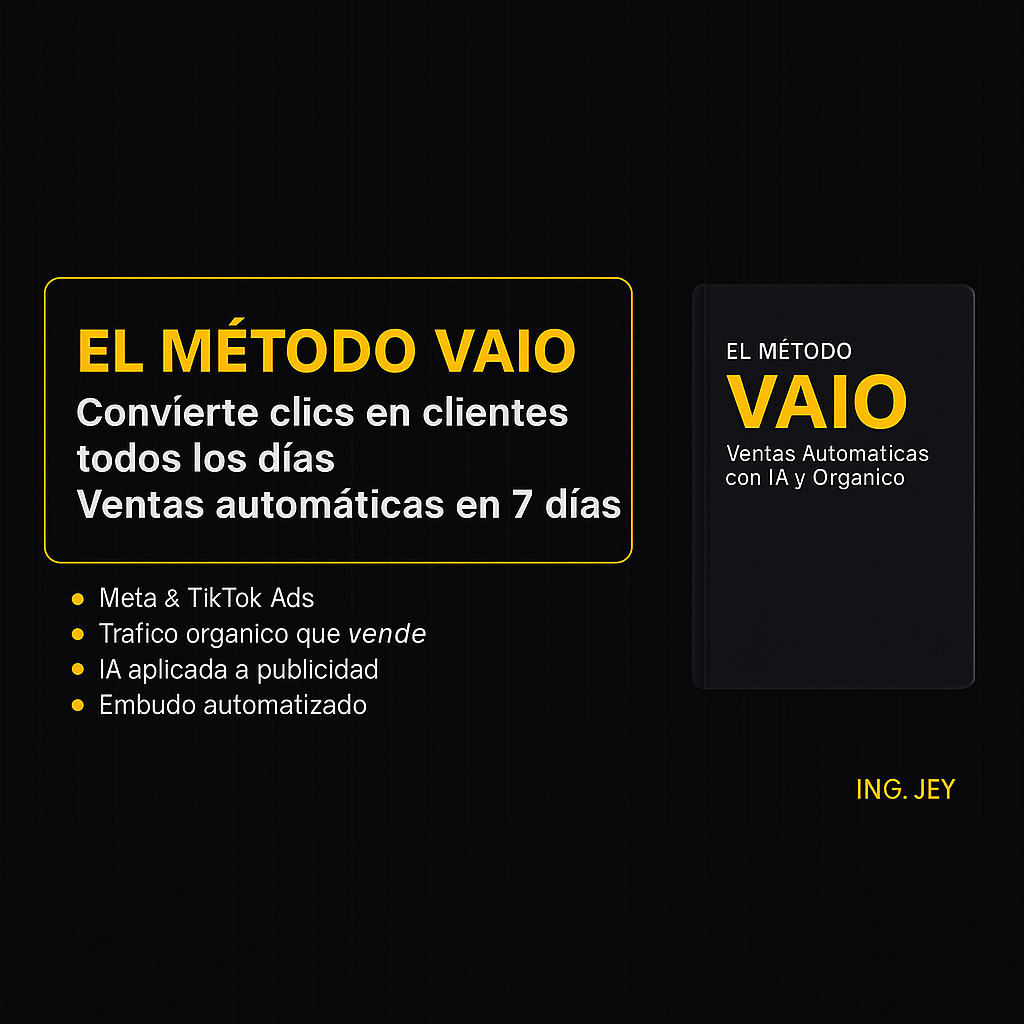 EL MÉTODO VAIO
Convíerte clics en clientes
todos los días
Ventas automáticas en 7 días
Meta & TikTok Ads
Trafico organico que vende
IA aplicada a publicidad
Embudo automatizado
EL MÉTODO
VAIO
Ventas Automaticas
con IA y Organico
ING. JEY